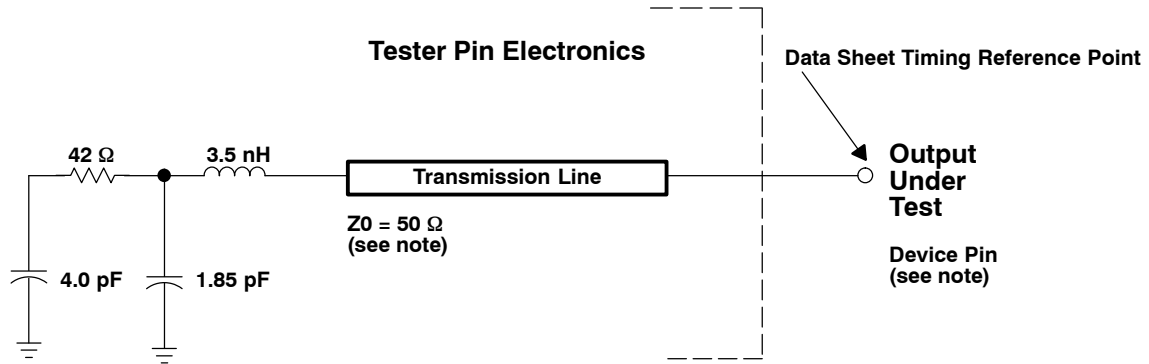 Tester Pin Electronics
Data Sheet Timing Reference Point
42 Ω
3.5 nH
Transmission Line
Output
Under
Test
Z0 = 50 Ω
(see note)
Device Pin
(see note)
4.0 pF
1.85 pF